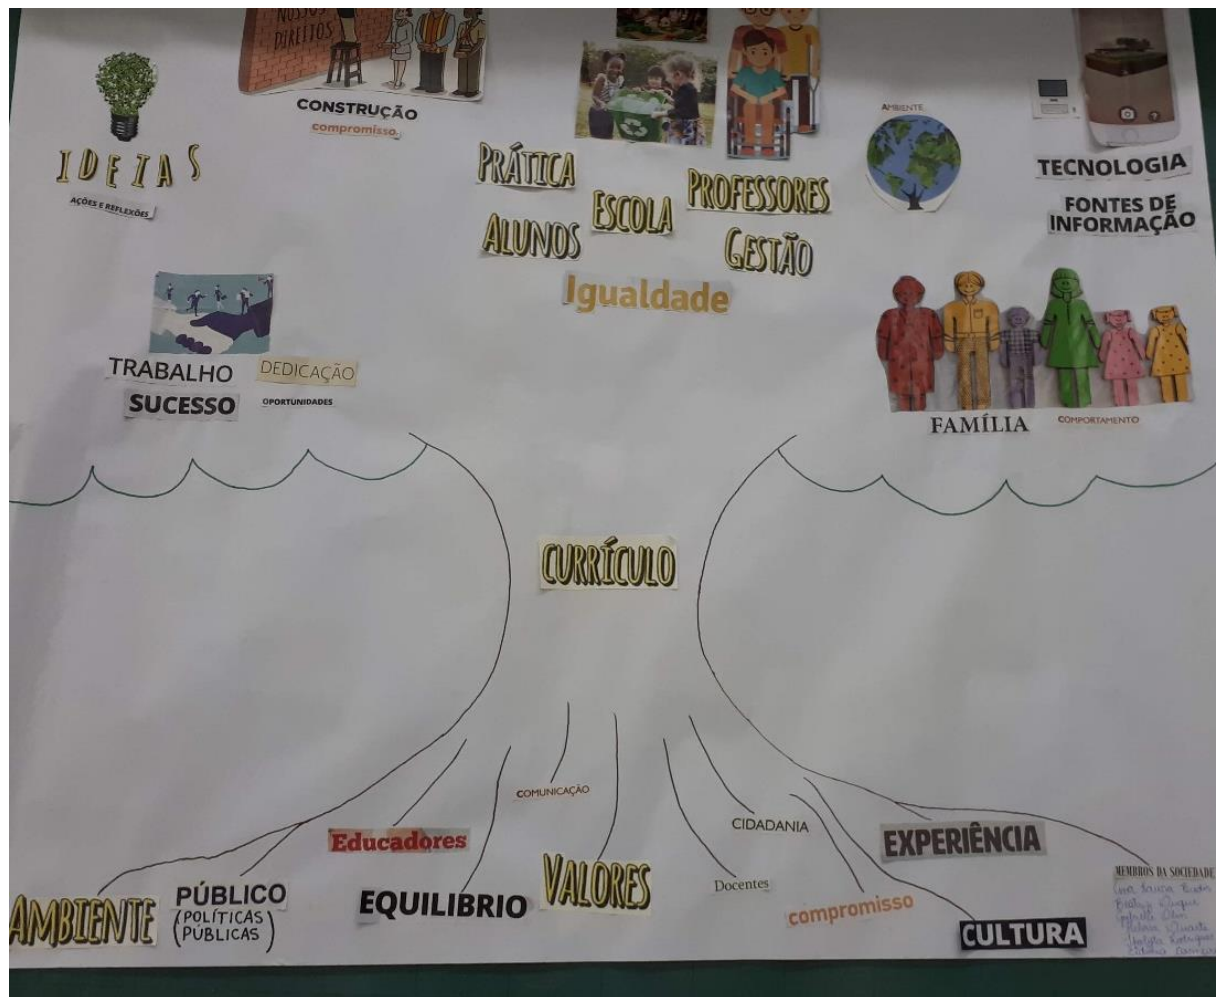 NOSSOS
DIREITOS
CONSTRUÇÃO
compromisso
IDEIAS
AÇÕES E REFLEXÕES
PRÁTICA
PROFESSORES
ESCOLA
ALUNOS
GESTÃO
Igualdade
AMBIENTE
TECNOLOGIA
FONTES DE
INFORMAÇÃO
TRABALHO
DEDICAÇÃO
SUCESSO
OPORTUNIDADES
FAMÍLIA
COMPORTAMENTO
CURRÍCULO
COMUNICAÇÃO
CIDADANIA
Educadores
EXPERIÊNCIA
VALORES
Docentes
MEMBROS DA SOCIEDADE
AMBIENTE
PÚBLICO
(POLÍTICAS
PÚBLICAS)
EQUILIBRIO
compromisso
CULTURA